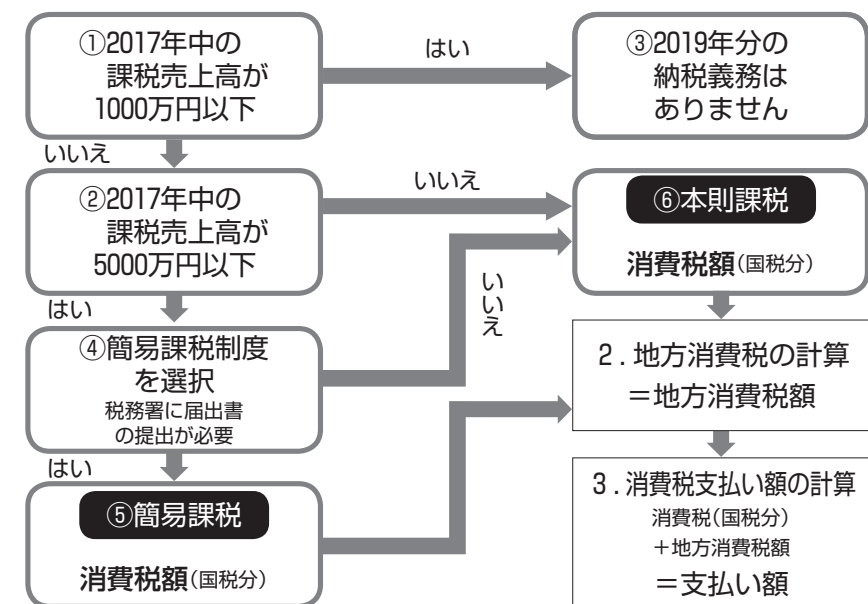 ①2017年中の
課税売上高が
1000万円以下
はい
③2019年分の
納税義務は
ありません
いいえ
②2017年中の
課税売上高が
5000万円以下
いいえ
⑥本則課税
消費税額(国税分)
はい
④簡易課税制度
を選択
税務署に届出書
の提出が必要
いいえ
2.地方消費税の計算
=地方消費税額
はい
⑤簡易課税
消費税額(国税分)
3.消費税支払い額の計算
消費税(国税分)
+地方消費税額
=支払い額